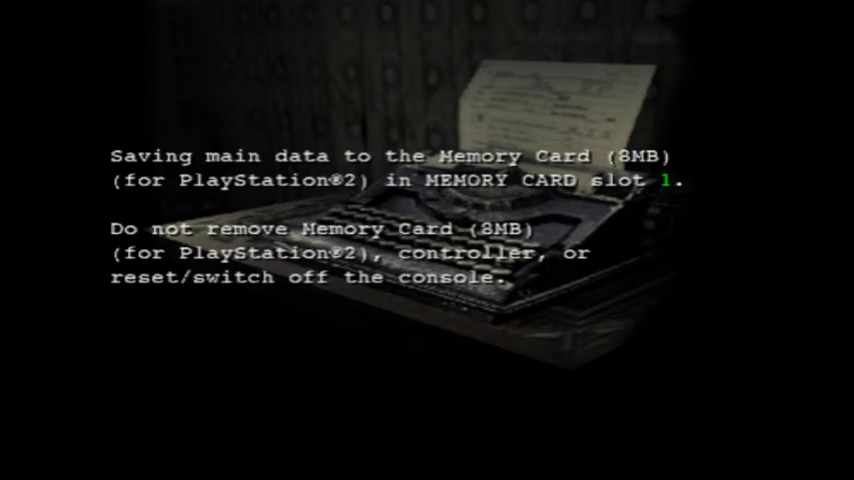 Saving main data to the Memory Card (8MB)
(for PlayStation®2) in MEMORY CARD slot 1.
Do not remove Memory Card (8MB)
(for PlayStation®2), controller, or
reset/switch off the console.